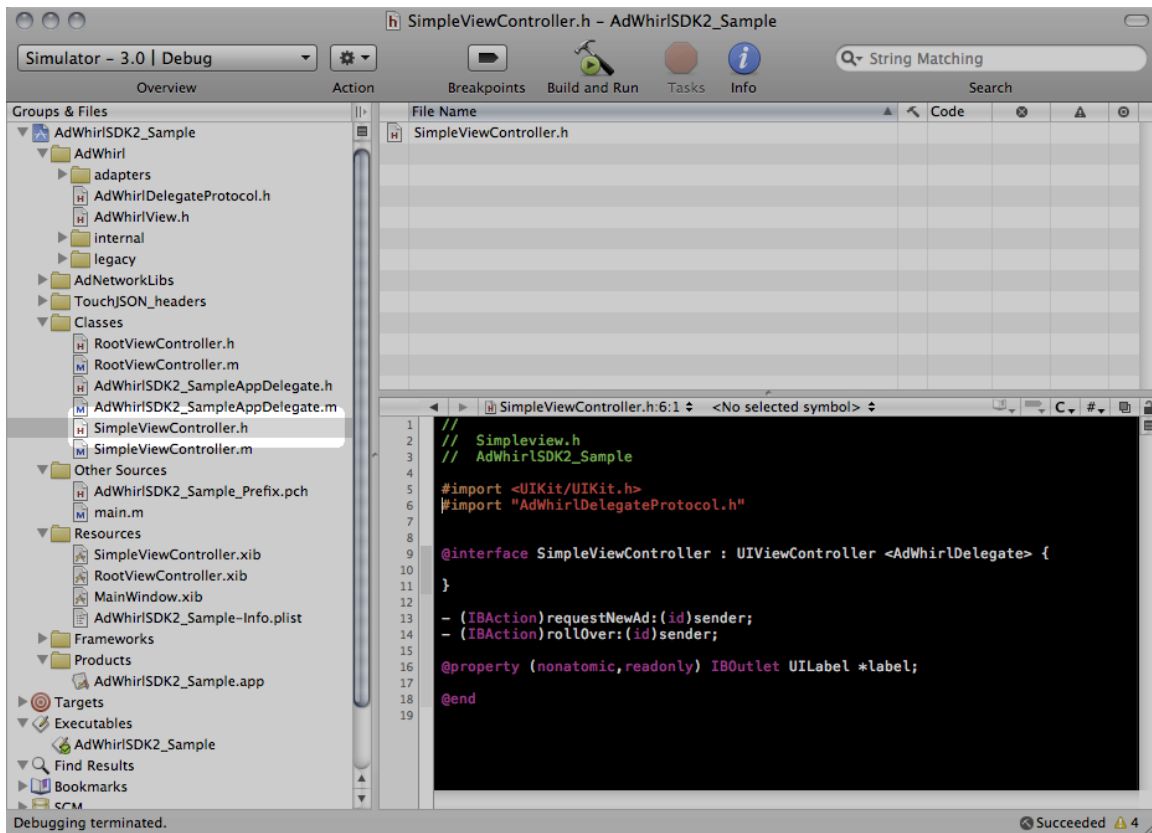 SimpleViewController.h – AdWhirlSDK2_Sample
Simulator – 3.0 | Debug
String Matching
Overview
Action
Breakpoints
Build and Run
Tasks
Info
Search
Groups & Files
AdWhirlSDK2_Sample
AdWhirl
adapters
AdWhirlDelegateProtocol.h
AdWhirlView.h
internal
legacy
AdNetworkLibs
TouchJSON_headers
Classes
RootViewController.h
RootViewController.m
AdWhirlSDK2_SampleAppDelegate.h
AdWhirlSDK2_SampleAppDelegate.m
SimpleViewController.h
SimpleViewController.m
Other Sources
AdWhirlSDK2_Sample_Prefix.pch
main.m
Resources
SimpleViewController.xib
RootViewController.xib
MainWindow.xib
AdWhirlSDK2_Sample-Info.plist
Frameworks
Products
AdWhirlSDK2_Sample.app
Targets
Executables
AdWhirlSDK2_Sample
Find Results
Bookmarks
SCM
File Name
Code
SimpleViewController.h
SimpleViewController.h:6:1
<No selected symbol>
C
#
1 //
2 // Simpleview.h
3 // AdWhirlSDK2_Sample
4
5 #import <UIKit/UIKit.h>
6 #import "AdWhirlDelegateProtocol.h"
7
8
9 @interface SimpleViewController : UIViewController <AdWhirlDelegate> {
10
11 }
12
13 - (IBAction)requestNewAd:(id)sender;
14 - (IBAction)rollOver:(id)sender;
15
16 @property (nonatomic,readonly) IBOutlet UILabel *label;
17
18 @end
19
Debugging terminated.
Succeeded
4